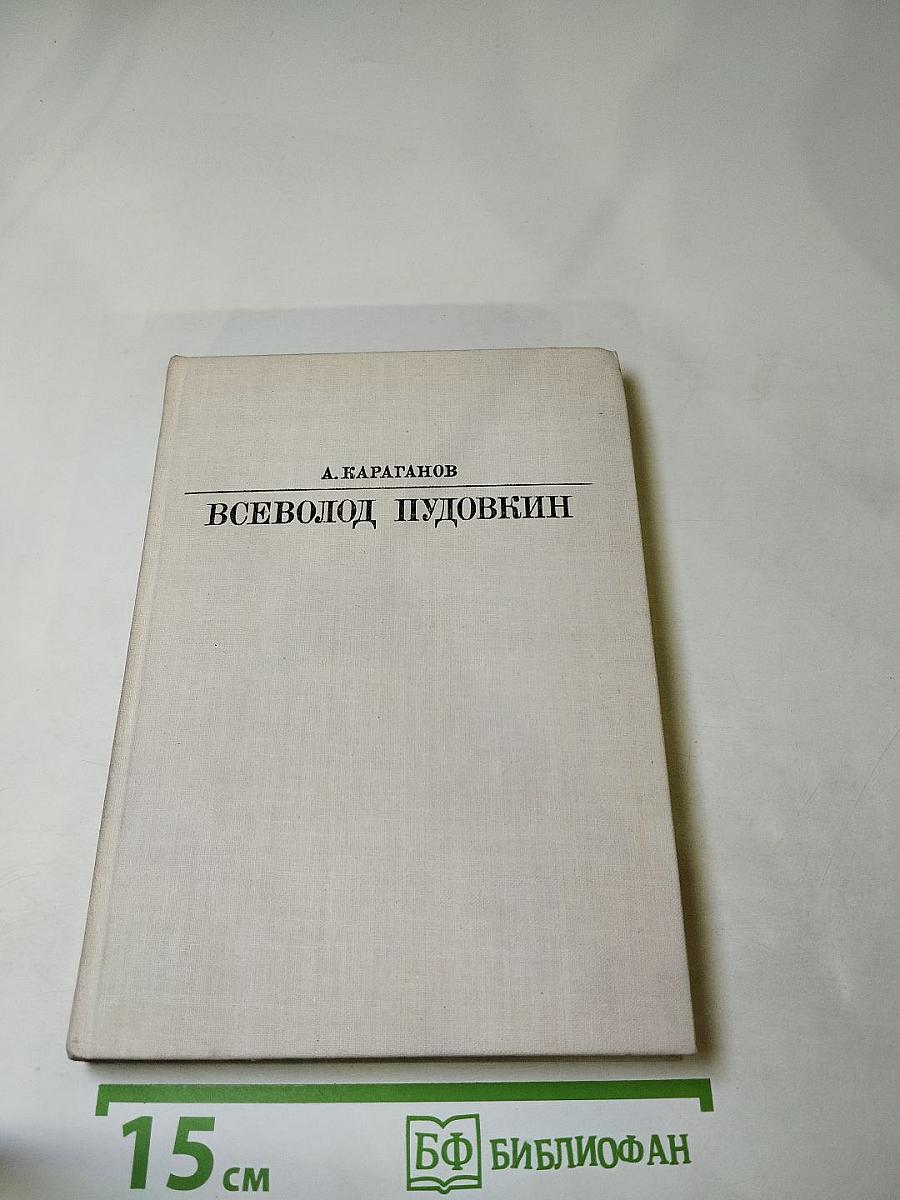 А. КАРАГАНОВ
ВСЕВОЛОД ПУДОВКИН
15 см
БФ БИБЛИОФАН